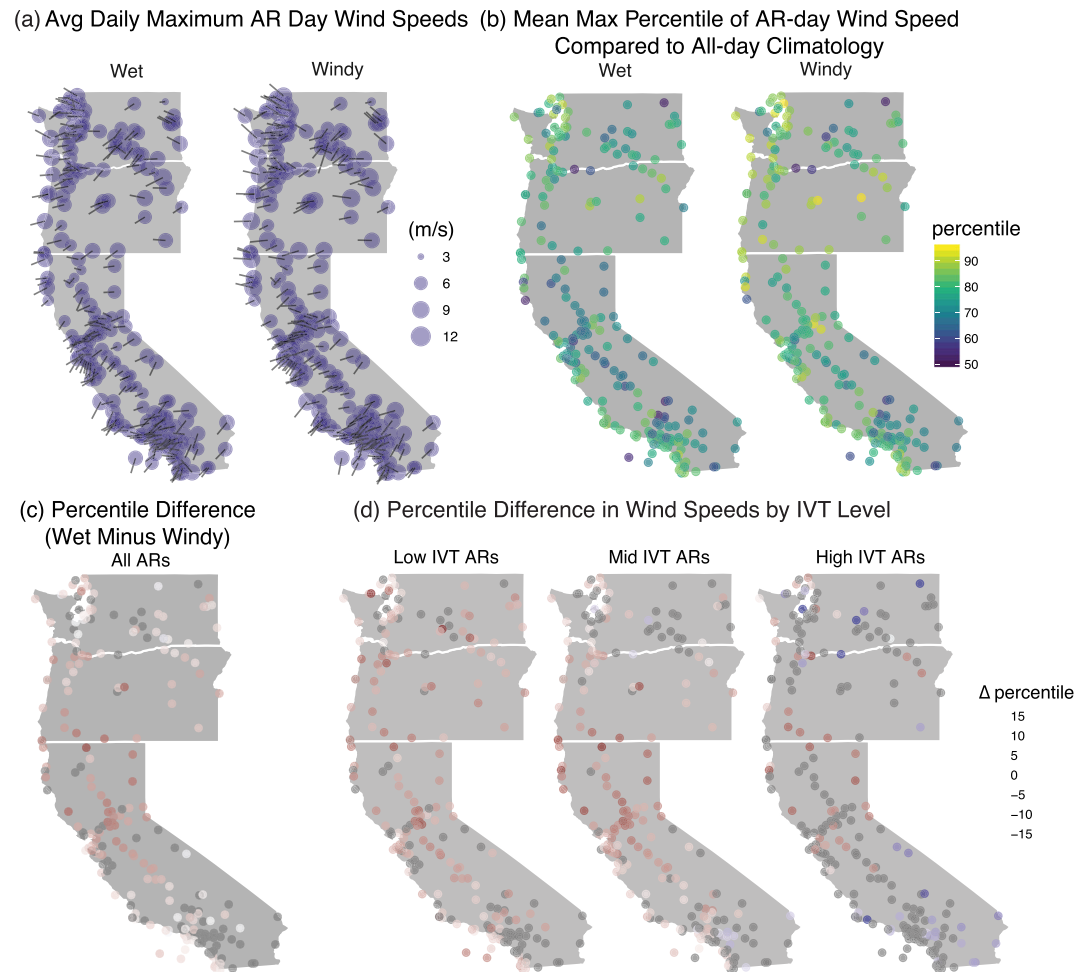 (a) Avg Daily Maximum AR Day Wind Speeds
(b) Mean Max Percentile of AR-day Wind Speed
Compared to All-day Climatology
Wet
Windy
Wet
Windy
(m/s)
3
6
9
12
percentile
90
80
70
60
50
(c) Percentile Difference
(Wet Minus Windy)
All ARs
(d) Percentile Difference in Wind Speeds by IVT Level
Low IVT ARs
Mid IVT ARs
High IVT ARs
Δ percentile
15
10
5
0
−5
−10
−15